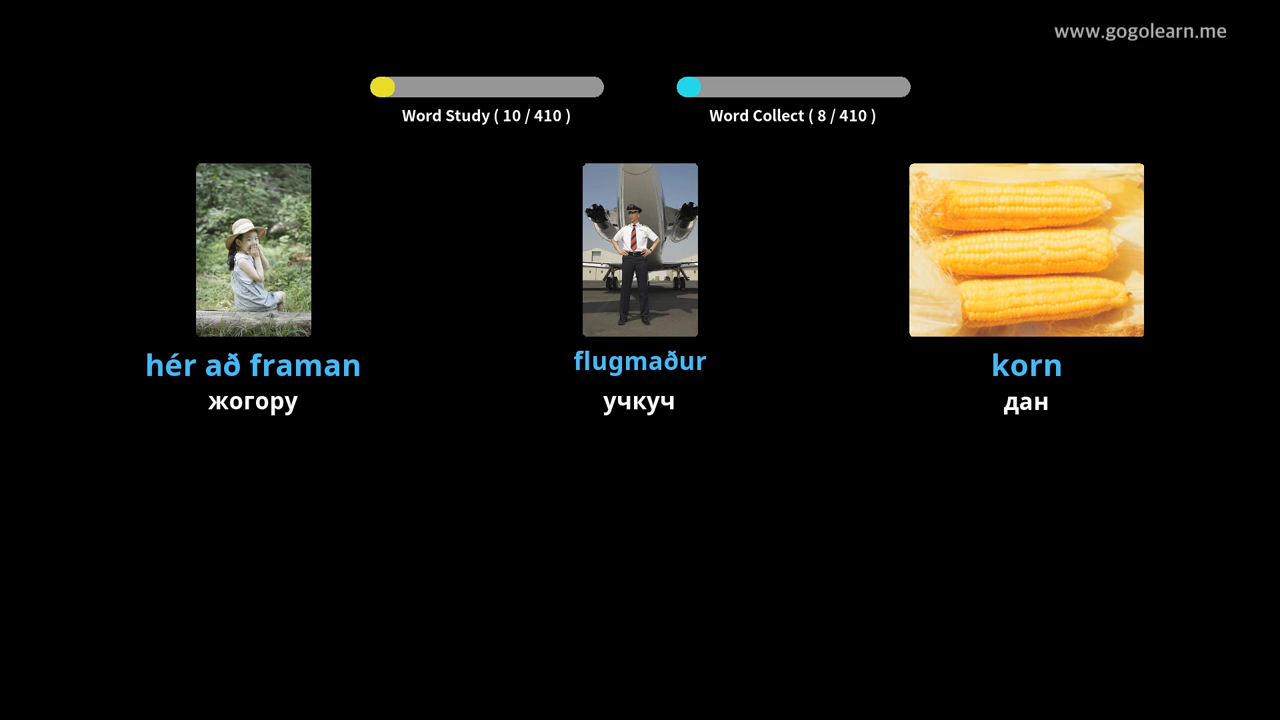 www.gogolearn.me
Word Study ( 10 / 410 )
Word Collect ( 8 / 410 )
hér að framan
жогору
flugmaður
учкуч
korn
дан